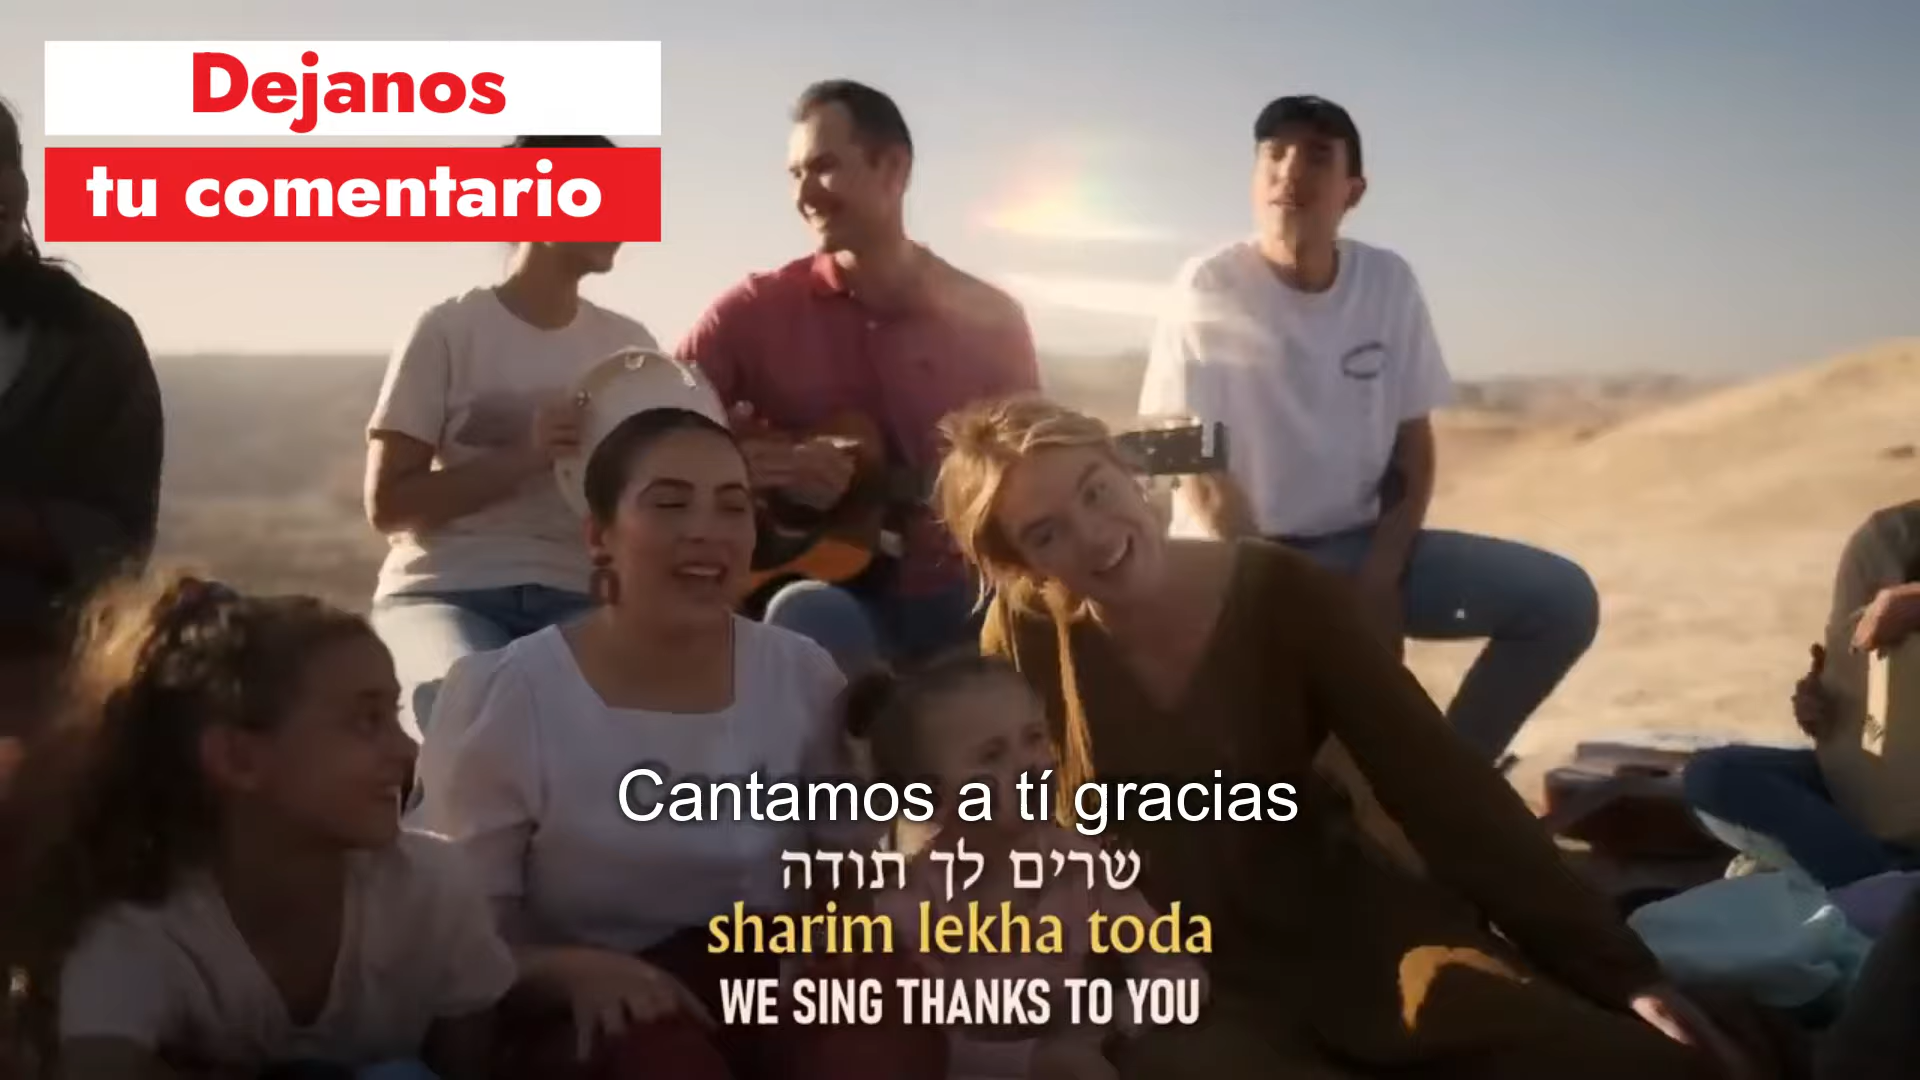 Dejanos
tu comentario
Cantamos a tí gracias
שרים לך תודה
sharim lekha toda
WE SING THANKS TO YOU